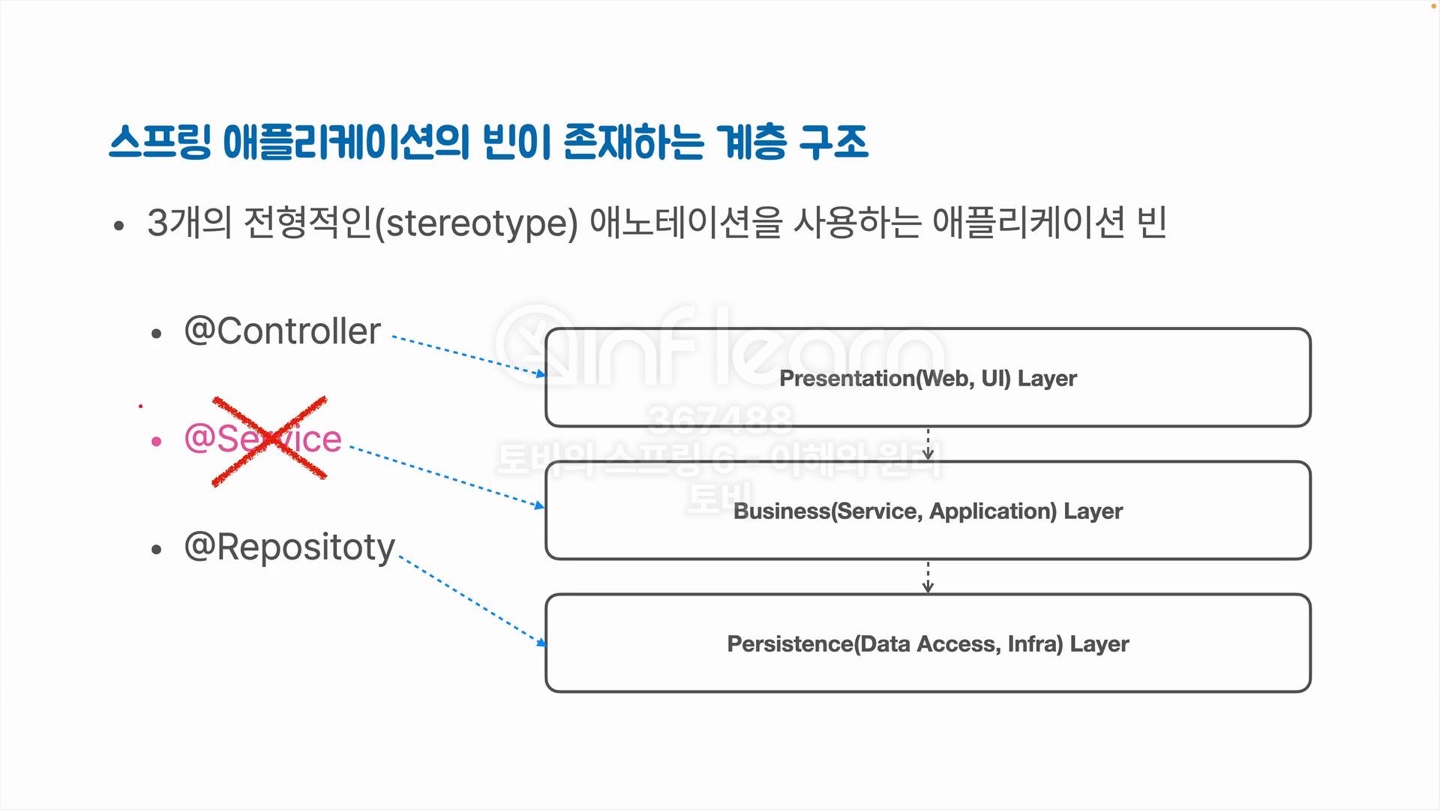 스프링 애플리케이션의 빈이 존재하는 계층 구조
• 3개의 전형적인(stereotype) 애노테이션을 사용하는 애플리케이션 빈
• @Controller
• @Service
• @Repositoty
Presentation(Web, UI) Layer
Business(Service, Application) Layer
Persistence(Data Access, Infra) Layer
inflearn
367488
토비의 스프링 6 - 이해와 원리
토비